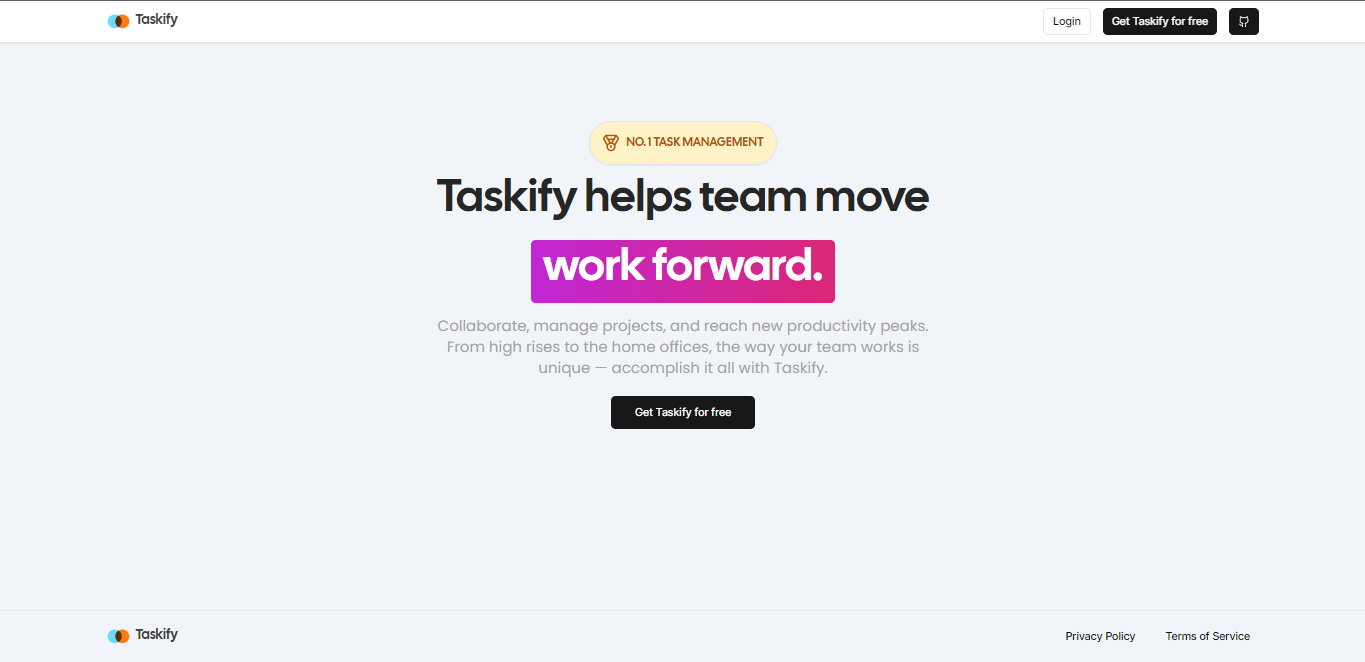 Taskify
Login
Get Taskify for free
NO. 1 TASK MANAGEMENT
Taskify helps team move
work forward.
Collaborate, manage projects, and reach new productivity peaks.
From high rises to the home offices, the way your team works is
unique — accomplish it all with Taskify.
Get Taskify for free
Taskify
Privacy Policy
Terms of Service